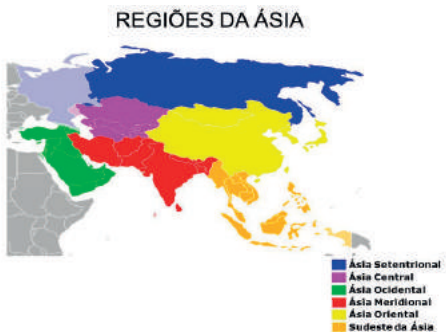 REGIÕES DA ÁSIA
Ásia Setentrional
Ásia Central
Ásia Ocidental
Ásia Meridional
Ásia Oriental
Sudeste da Ásia